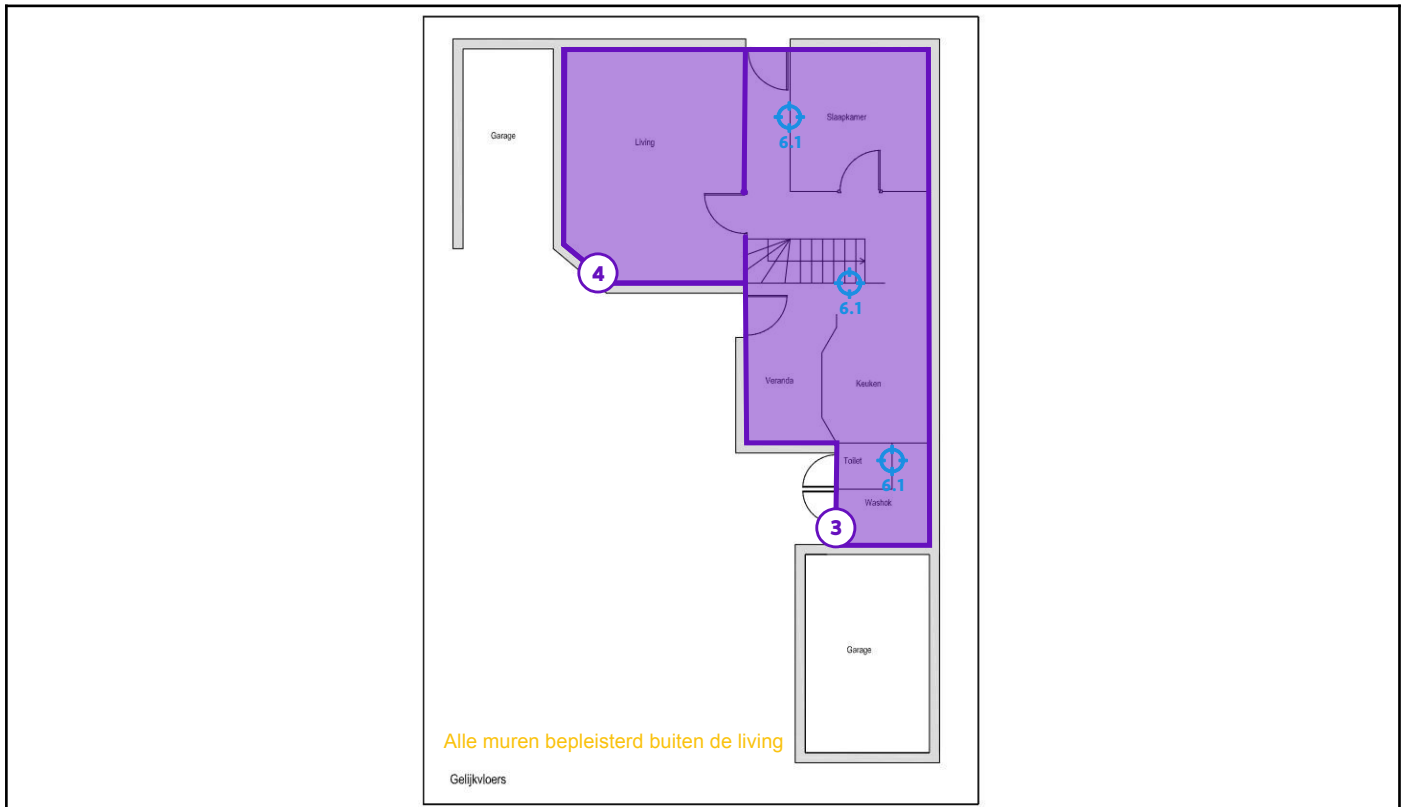 Garage
Living
Slaapkamer
6.1
4
6.1
Veranda
Keuken
Toilet
6.1
Washok
3
Garage
Alle muren bepleisterd buiten de living
Gelijkvloers